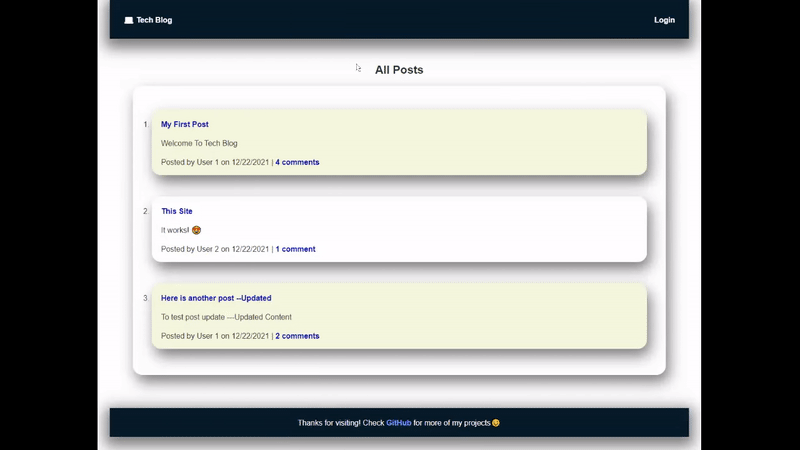 💻 Tech Blog Login
All Posts
1. My First Post
Welcome To Tech Blog
Posted by User 1 on 12/22/2021 | 4 comments
2. This Site
It works! 🤓
Posted by User 2 on 12/22/2021 | 1 comment
3. Here is another post --Updated
To test post update ---Updated Content
Posted by User 1 on 12/22/2021 | 2 comments
Thanks for visiting! Check GitHub for more of my projects😀